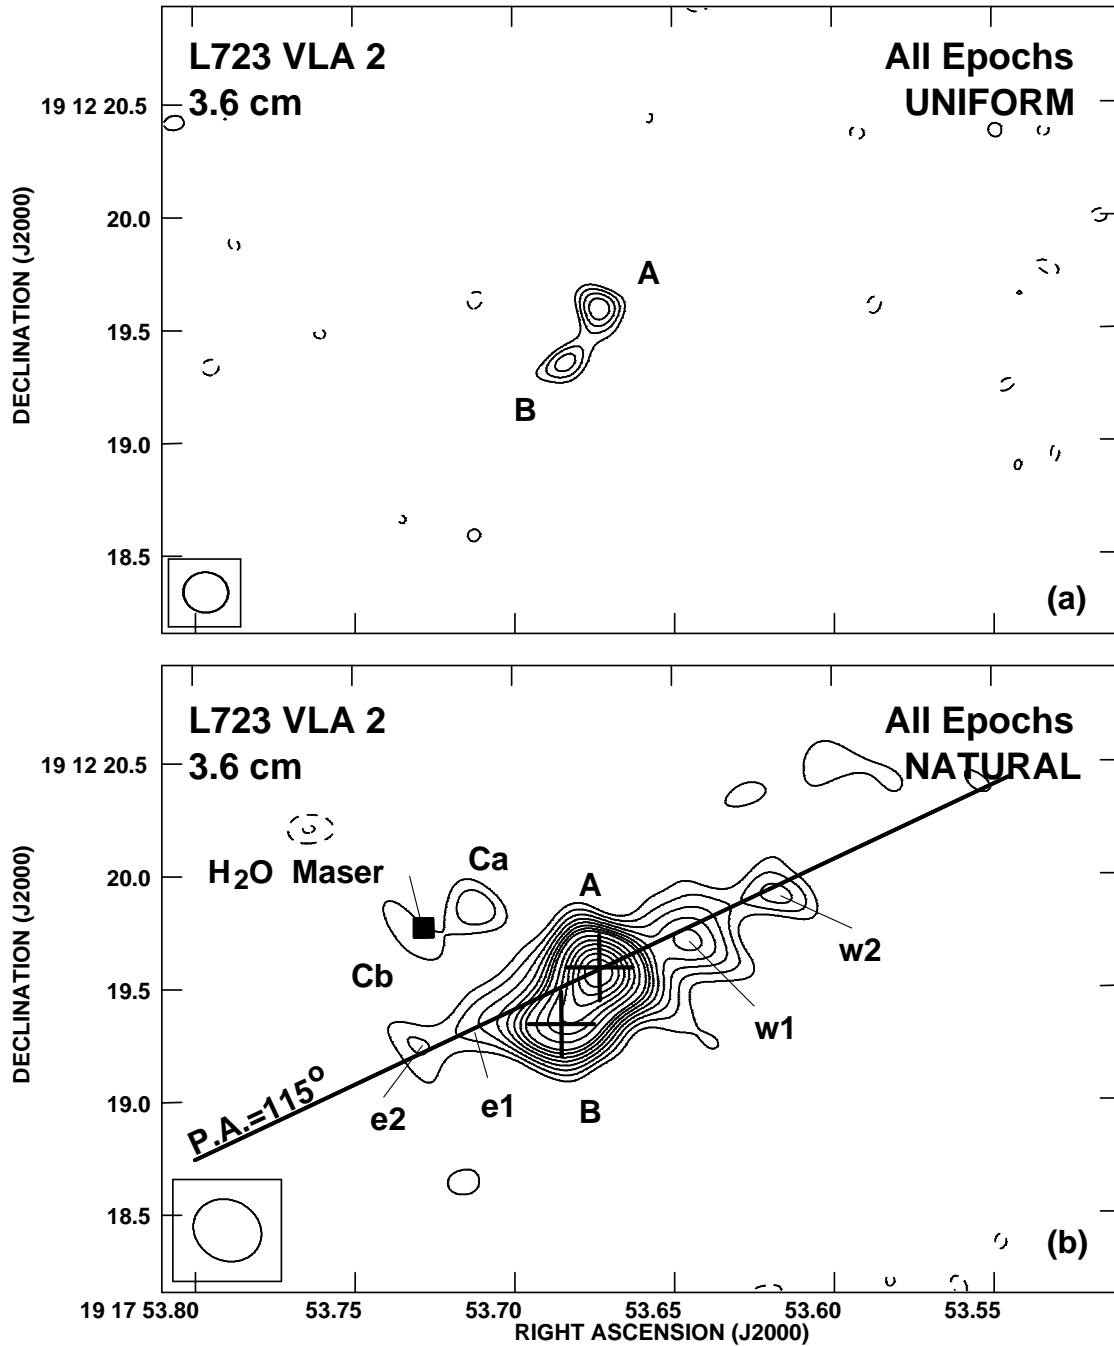 L723 VLA 2
All Epochs
3.6 cm
UNIFORM
19 12 20.5
20.0
19.5
19.0
18.5
DECLINATION (J2000)
A
B
(a)
L723 VLA 2
All Epochs
3.6 cm
NATURAL
19 12 20.5
20.0
19.5
19.0
18.5
DECLINATION (J2000)
H2O Maser
Ca
A
Cb
w2
w1
e2
e1
B
P.A.=115°
(b)
19 17 53.80
53.75
53.70
53.65
53.60
53.55
RIGHT ASCENSION (J2000)